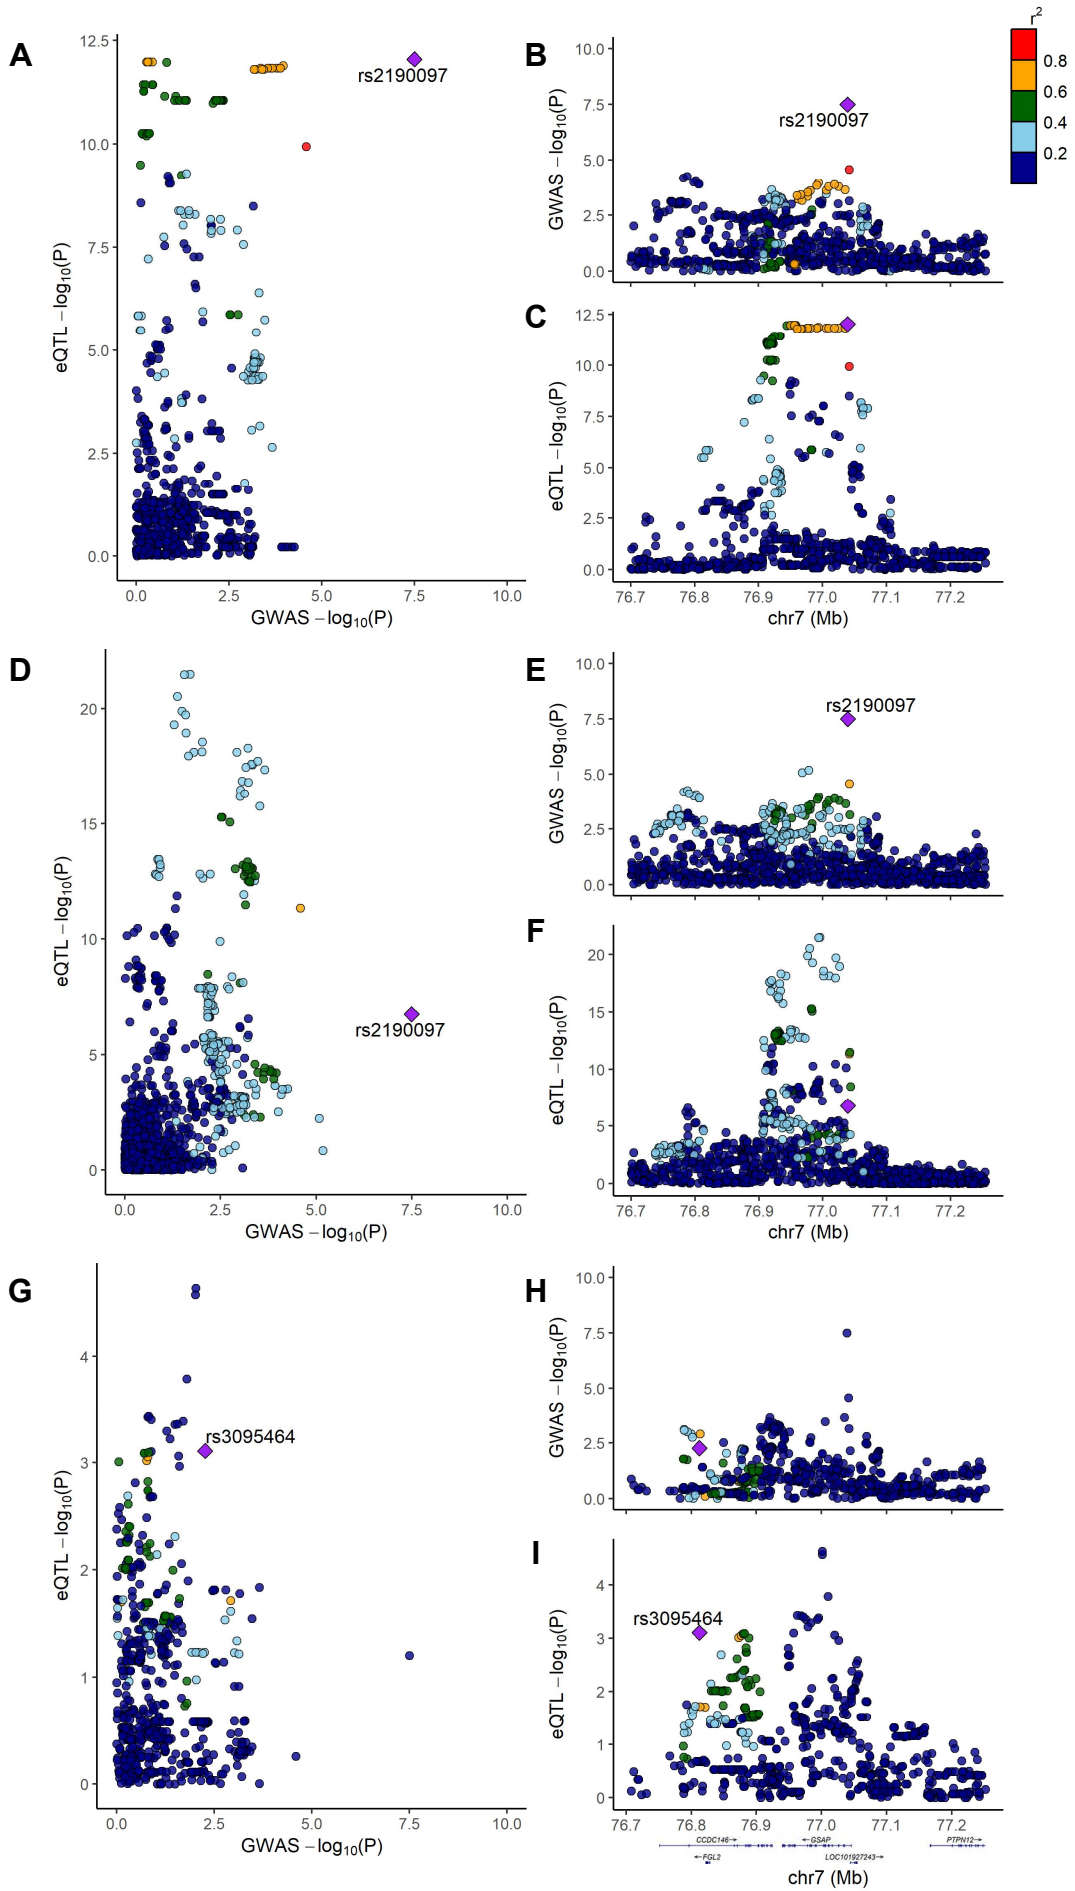 A
12.5
10.0
7.5
5.0
2.5
0.0
eQTL −log10(P)
rs2190097
0.0 2.5 5.0 7.5 10.0
GWAS −log10(P)
B
10.0
7.5
5.0
2.5
0.0
GWAS −log10(P)
rs2190097
r2
0.8
0.6
0.4
0.2
C
12.5
10.0
7.5
5.0
2.5
0.0
eQTL −log10(P)
76.7 76.8 76.9 77.0 77.1 77.2
chr7 (Mb)
D
20
15
10
5
0
eQTL −log10(P)
rs2190097
0.0 2.5 5.0 7.5 10.0
GWAS −log10(P)
E
10.0
7.5
5.0
2.5
0.0
GWAS −log10(P)
rs2190097
F
20
15
10
5
0
eQTL −log10(P)
76.7 76.8 76.9 77.0 77.1 77.2
chr7 (Mb)
G
4
3
2
1
0
eQTL −log10(P)
rs3095464
0.0 2.5 5.0 7.5 10.0
GWAS −log10(P)
H
10.0
7.5
5.0
2.5
0.0
GWAS −log10(P)
I
4
3
2
1
0
eQTL −log10(P)
rs3095464
76.7 76.8 76.9 77.0 77.1 77.2
CCDC146→ ←GSAP PTPN12→
←FGL2 LOC101927243→
chr7 (Mb)